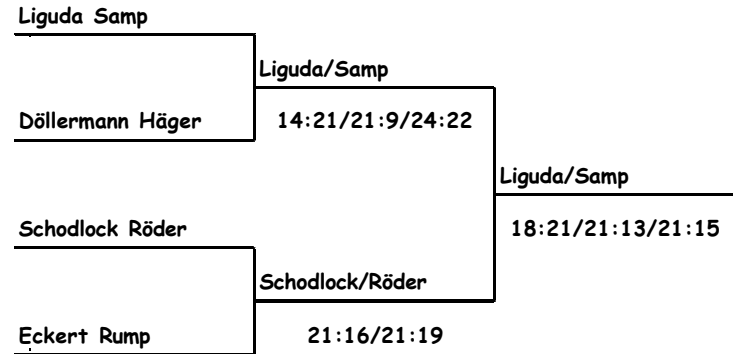 Liguda Samp
Liguda/Samp
Döllermann Häger
14:21/21:9/24:22
Liguda/Samp
Schodlock Röder
18:21/21:13/21:15
Schodlock/Röder
Eckert Rump
21:16/21:19